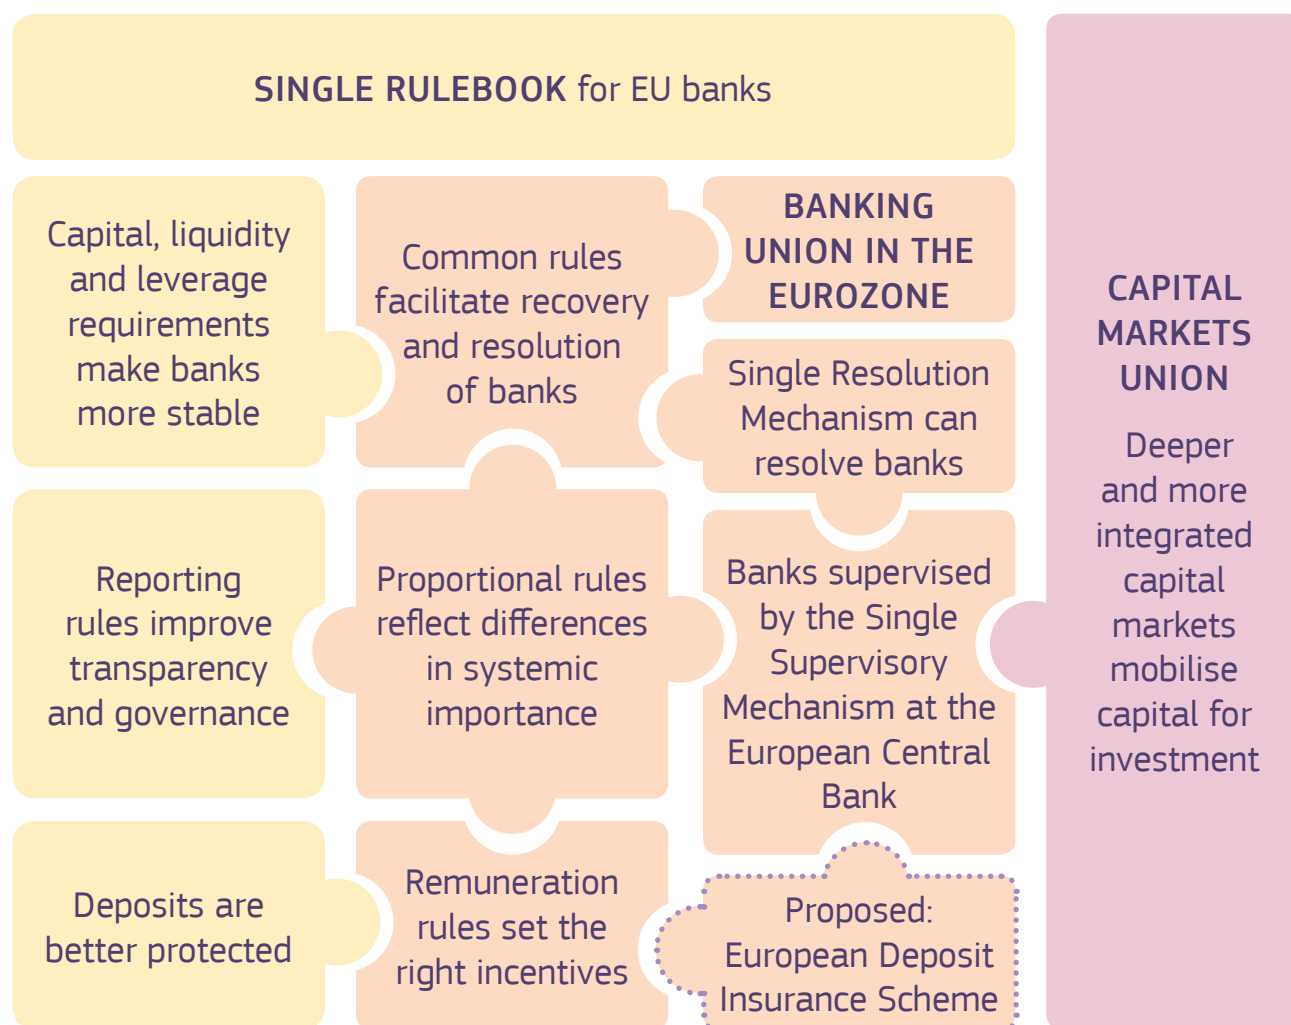 SINGLE RULEBOOK for EU banks
Capital, liquidity
and leverage
requirements
make banks
more stable
Common rules
facilitate recovery
and resolution
of banks
BANKING
UNION IN THE
EUROZONE
Single Resolution
Mechanism can
resolve banks
Reporting
rules improve
transparency
and governance
Proportional rules
reflect differences
in systemic
importance
Banks supervised
by the Single
Supervisory
Mechanism at the
European Central
Bank
Deposits are
better protected
Remuneration
rules set the
right incentives
Proposed:
European Deposit
Insurance Scheme
CAPITAL
MARKETS
UNION
Deeper
and more
integrated
capital
markets
mobilise
capital for
investment